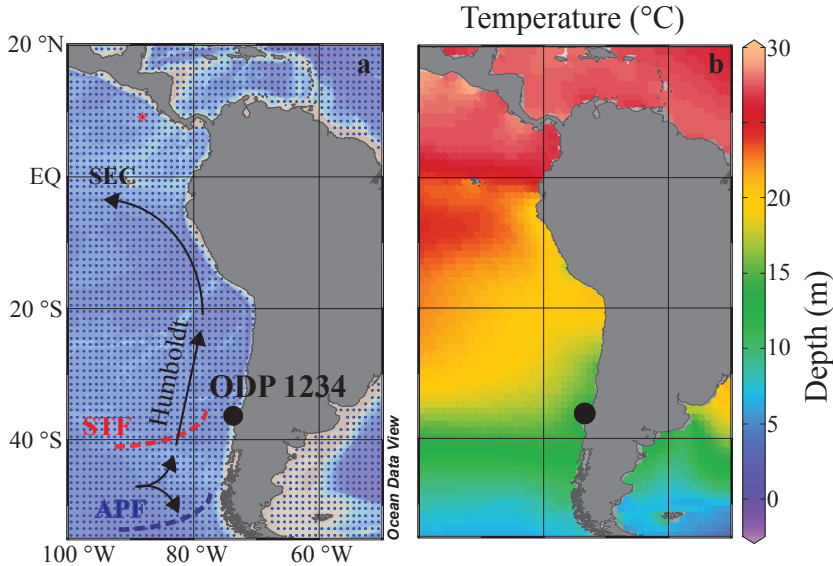 Temperature (°C)
20 °N
a
b
30
25
EQ
SEC
20
15
20 °S
Humboldt
10
Depth (m)
ODP 1234
STF
5
40 °S
APF
0
Ocean Data View
100 °W
80 °W
60 °W